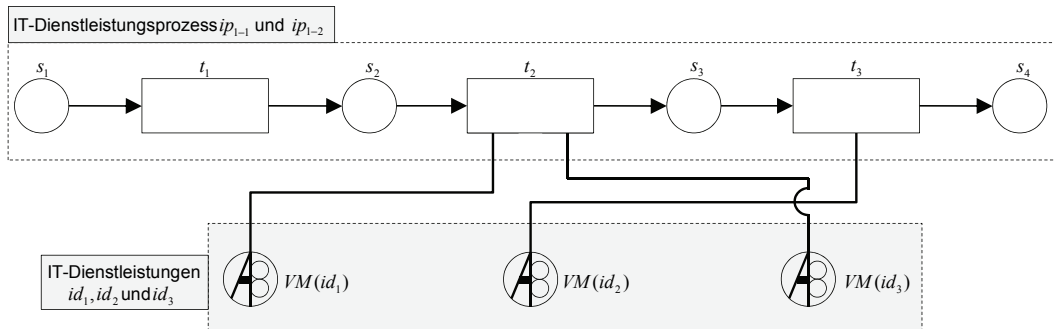 IT-Dienstleistungsprozess ip₁₋₁ und ip₁₋₂
s₁ t₁ s₂ t₂ s₃ t₃ s₄
IT-Dienstleistungen
id₁, id₂ und id₃
VM(id₁) VM(id₂) VM(id₃)